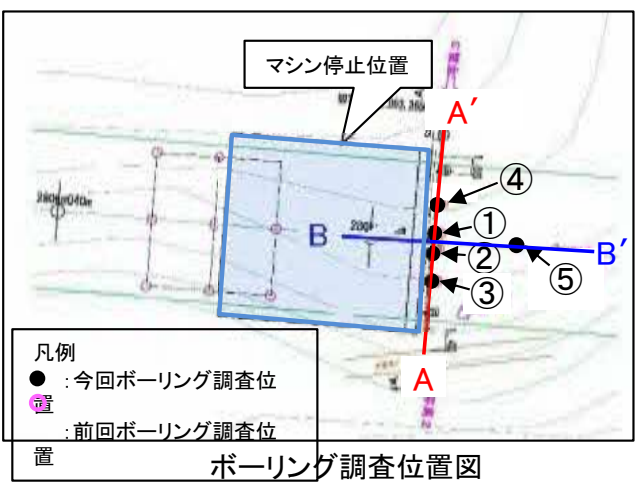 マシン停止位置
A′
④
①
②
③
⑤
B
B′
A
凡例
●：今回ボーリング調査位
置
：前回ボーリング調査位
置
ボーリング調査位置図